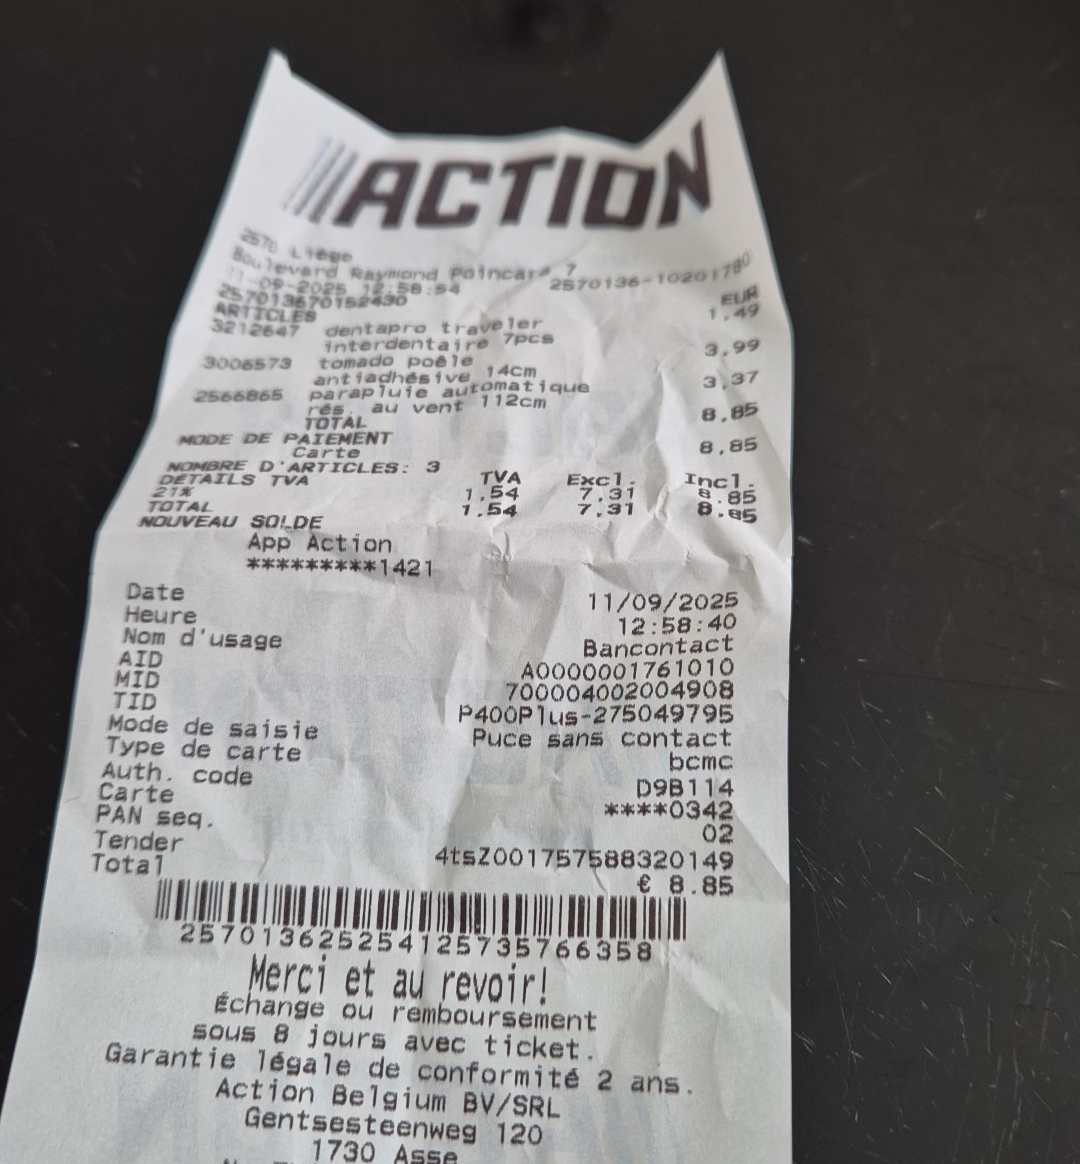 ACTION
2570 Liège
Boulevard Raymond Poincaré 7
11-09-2025 12:58:54 2570136-10201780
257013670152430
ARTICLES EUR
3212647 dentapro traveler 1,49
interdentaire 7pcs
3006573 tomado poêle 3,99
antiadhésive 14cm
2566865 parapluie automatique 3,37
rés. au vent 112cm
TOTAL 8,85
MODE DE PAIEMENT
Carte 8,85
NOMBRE D'ARTICLES: 3
DÉTAILS TVA TVA Excl. Incl.
21% 1,54 7,31 8,85
TOTAL 1,54 7,31 8,85
NOUVEAU SOLDE
App Action
*********1421
Date 11/09/2025
Heure 12:58:40
Nom d'usage Bancontact
AID A0000001761010
MID 700004002004908
TID P400Plus-275049795
Mode de saisie Puce sans contact
Type de carte bcmc
Auth. code D9B114
Carte ****0342
PAN seq. 02
Tender 4tsZ001757588320149
Total € 8.85
2570136252541257357 66358
Merci et au revoir!
Échange ou remboursement
sous 8 jours avec ticket.
Garantie légale de conformité 2 ans.
Action Belgium BV/SRL
Gentsesteenweg 120
1730 Asse